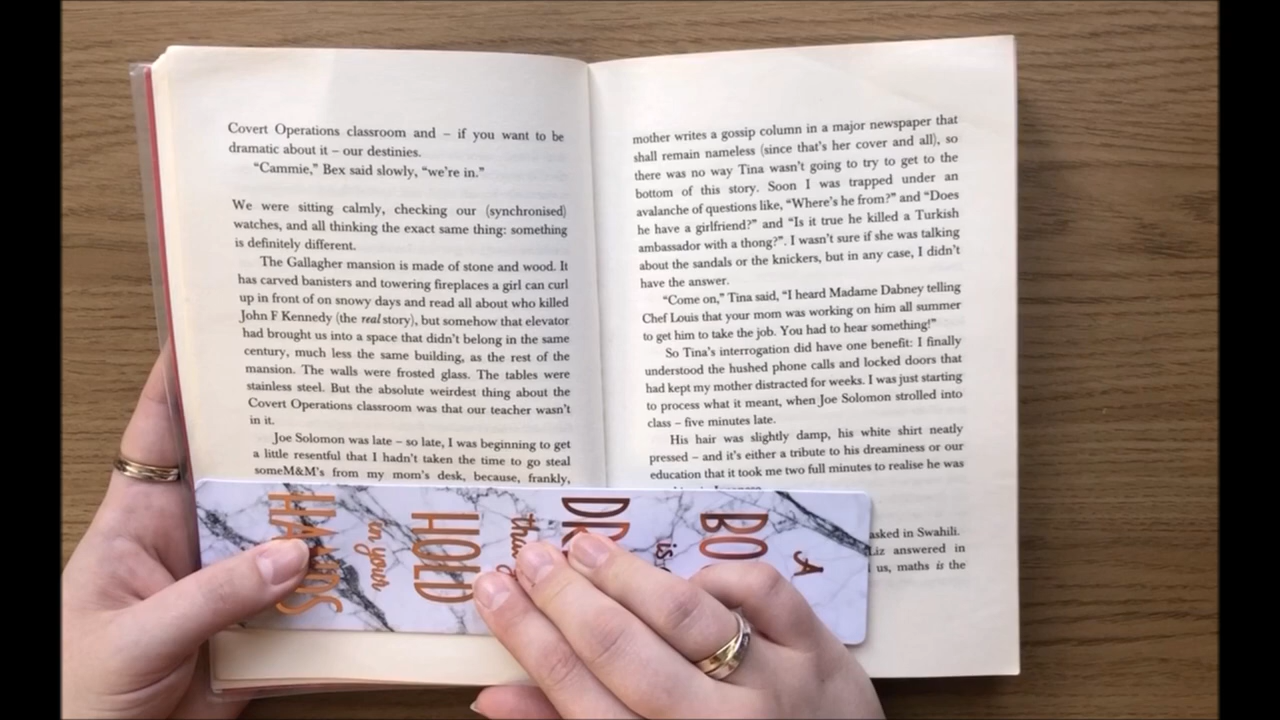 Covert Operations classroom and – if you want to be
dramatic about it – our destinies.
“Cammie,” Bex said slowly, “we’re in.”
We were sitting calmly, checking our (synchronised)
watches, and all thinking the exact same thing: something
is definitely different.
The Gallagher mansion is made of stone and wood. It
has carved banisters and towering fireplaces a girl can curl
up in front of on snowy days and read all about who killed
John F Kennedy (the real story), but somehow that elevator
had brought us into a space that didn’t belong in the same
century, much less the same building, as the rest of the
mansion. The walls were frosted glass. The tables were
stainless steel. But the absolute weirdest thing about the
Covert Operations classroom was that our teacher wasn’t
in it.
Joe Solomon was late – so late, I was beginning to get
a little resentful that I hadn’t taken the time to go steal
someM&M’s from my mom’s desk, because, frankly,
mother writes a gossip column in a major newspaper that
shall remain nameless (since that’s her cover and all), so
there was no way Tina wasn’t going to try to get to the
bottom of this story. Soon I was trapped under an
avalanche of questions like, “Where’s he from?” and “Does
he have a girlfriend?” and “Is it true he killed a Turkish
ambassador with a thong?”. I wasn’t sure if she was talking
about the sandals or the knickers, but in any case, I didn’t
have the answer.
“Come on,” Tina said, “I heard Madame Dabney telling
Chef Louis that your mom was working on him all summer
to get him to take the job. You had to hear something!”
So Tina’s interrogation did have one benefit: I finally
understood the hushed phone calls and locked doors that
had kept my mother distracted for weeks. I was just starting
to process what it meant, when Joe Solomon strolled into
class – five minutes late.
His hair was slightly damp, his white shirt neatly
pressed – and it’s either a tribute to his dreaminess or our
education that it took me two full minutes to realise he was
asked in Swahili.
Liz answered in
us, maths is the
A
is
HOLD
in your
HANDS